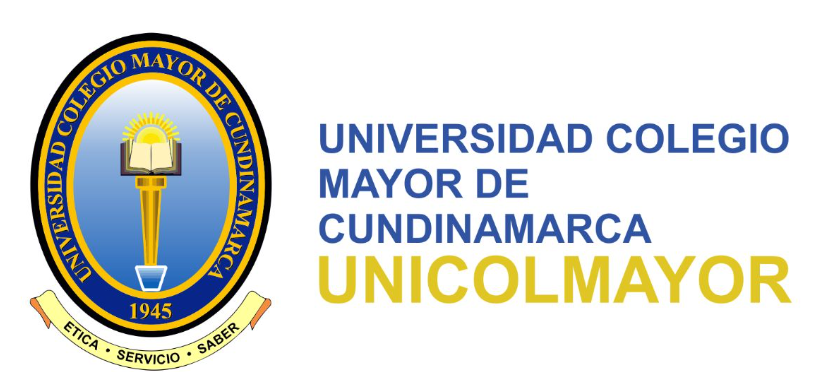 UNIVERSIDAD COLEGIO MAYOR DE CUNDINAMARCA
1945
ETICA • SERVICIO • SABER
UNIVERSIDAD COLEGIO
MAYOR DE
CUNDINAMARCA
UNICOLMAYOR